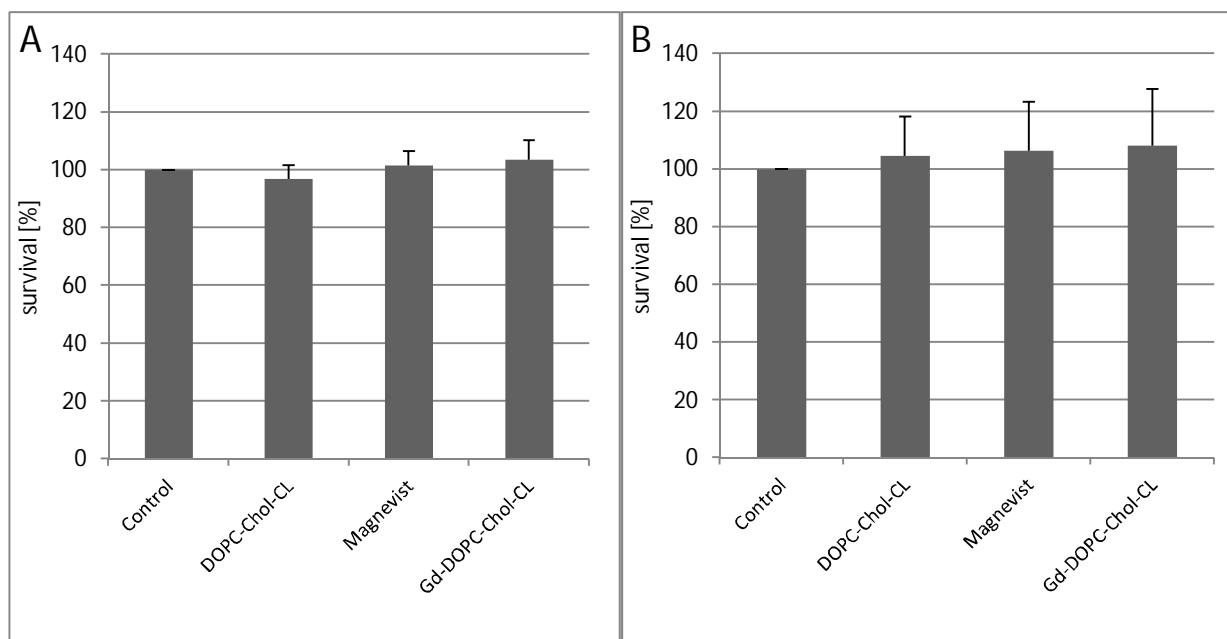 A
140
120
100
80
60
40
20
0
survival [%]
Control
DOPC-Chol-CL
Magnevist
Gd-DOPC-Chol-CL
B
140
120
100
80
60
40
20
0
survival [%]
Control
DOPC-Chol-CL
Magnevist
Gd-DOPC-Chol-CL